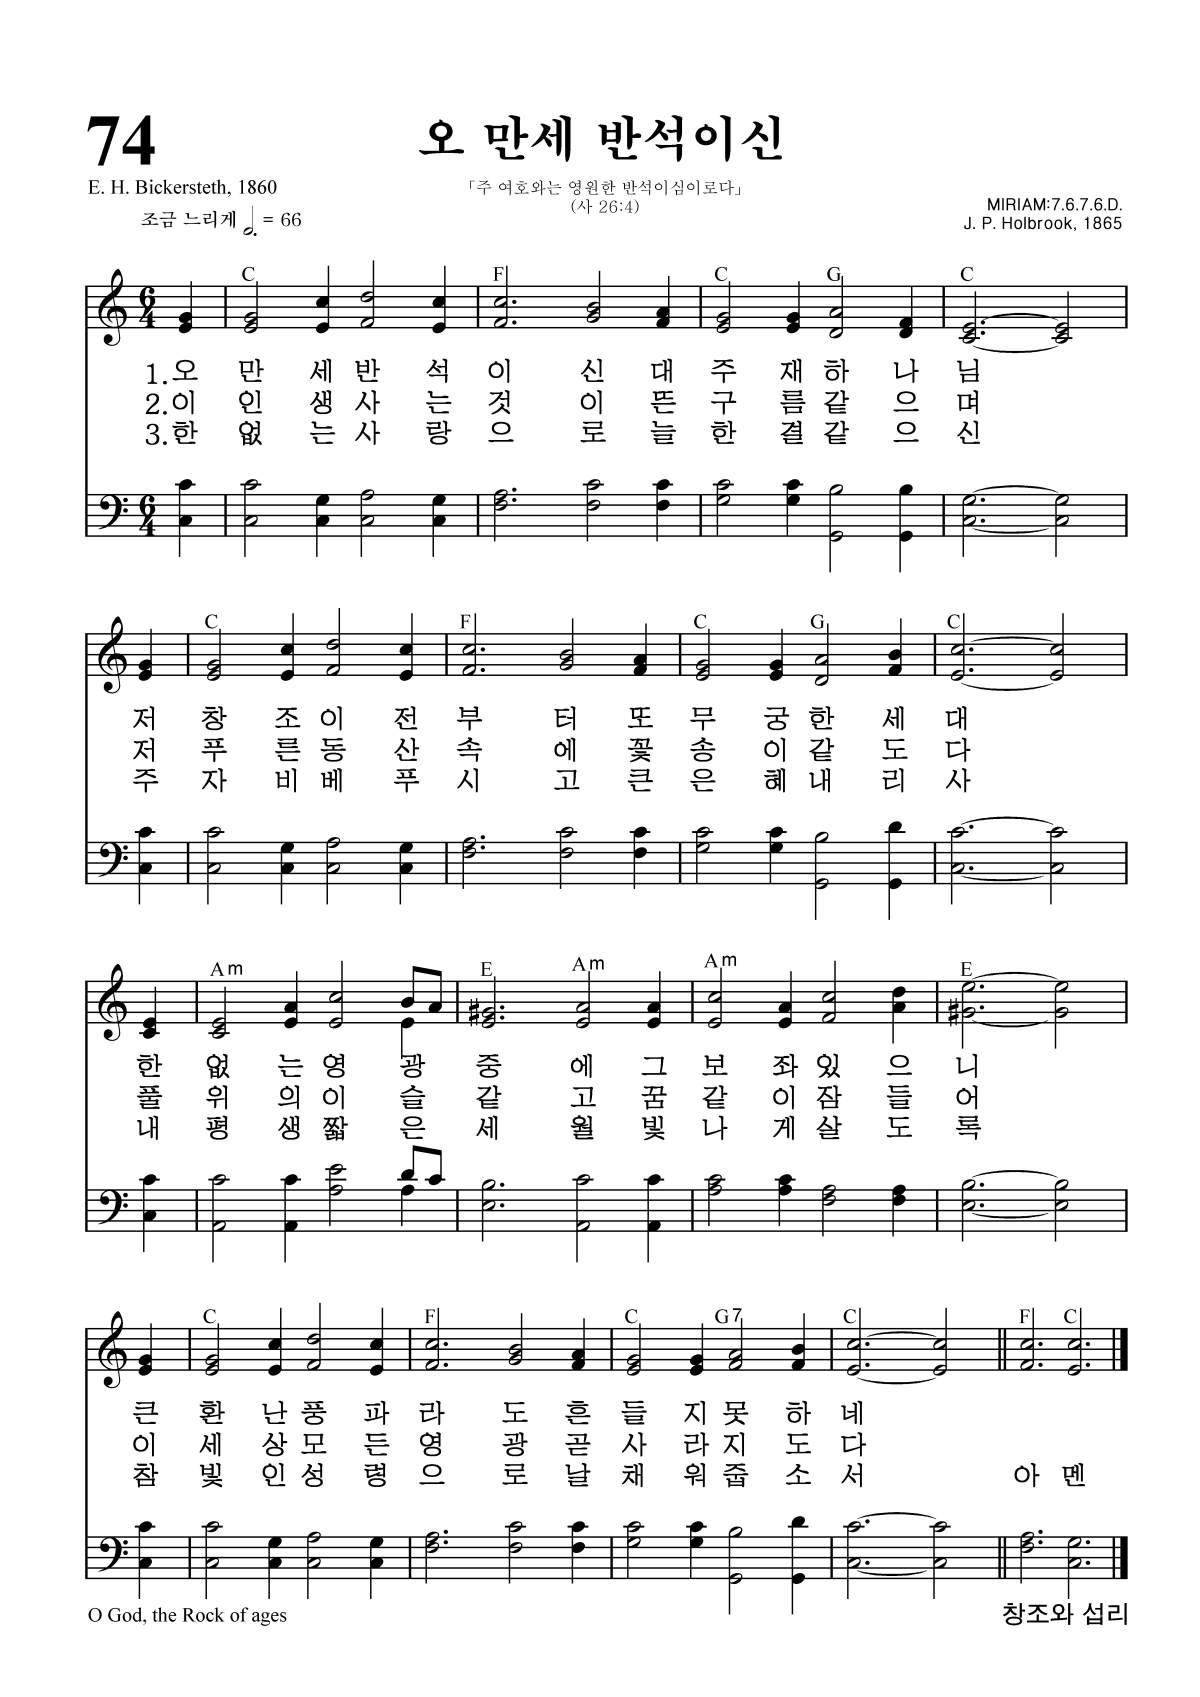 74
오 만세 반석이신
E. H. Bickersteth, 1860
「주 여호와는 영원한 반석이심이로다」
(사 26:4)
조금 느리게 𝅗𝅥. = 66
MIRIAM:7.6.7.6.D.
J. P. Holbrook, 1865
C F C G C
6 4
1.오 만 세 반 석 이 신 대 주 재 하 나 님
2.이 인 생 사 는 것 이 뜬 구 름 같 으 며
3.한 없 는 사 랑 으 로 늘 한 결 같 으 신
6 4
C F C G C
저 창 조 이 전 부 터 또 무 궁 한 세 대
저 푸 른 동 산 속 에 꽃 송 이 같 도 다
주 자 비 베 푸 시 고 큰 은 혜 내 리 사
Am E Am Am E
한 없 는 영 광 중 에 그 보 좌 있 으 니
풀 위 의 이 슬 같 고 꿈 같 이 잠 들 어
내 평 생 짧 은 세 월 빛 나 게 살 도 록
C F C G7 C F C
큰 환 난 풍 파 라 도 흔 들 지 못 하 네
이 세 상 모 든 영 광 곧 사 라 지 도 다
참 빛 인 성 령 으 로 날 채 워 줍 소 서 아 멘
O God, the Rock of ages
창조와 섭리